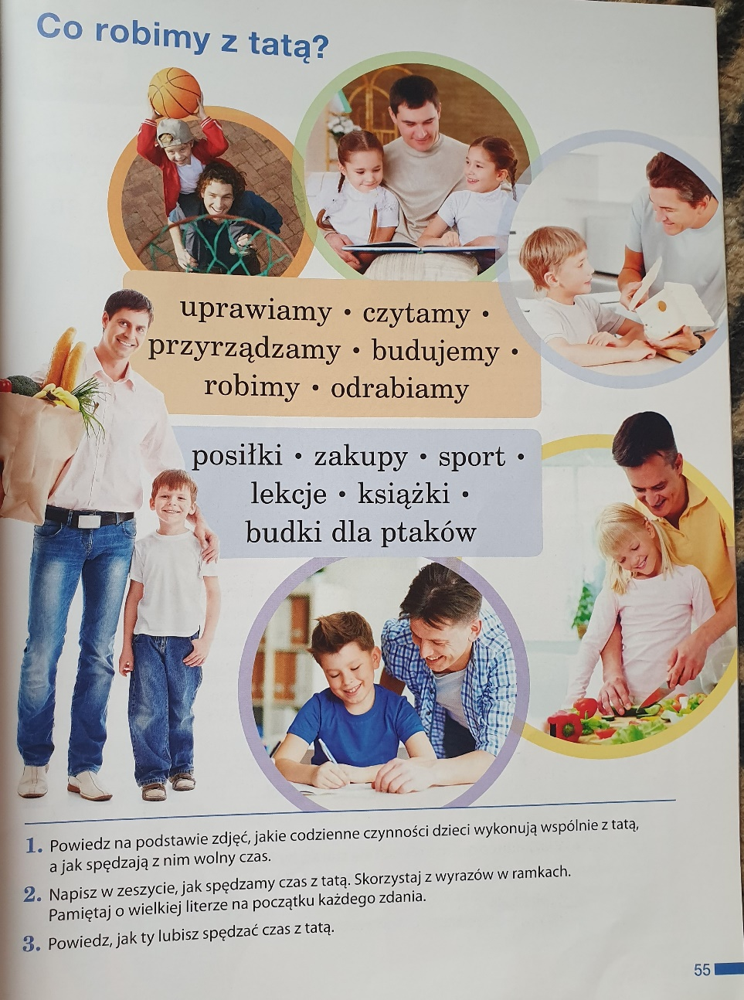 Co robimy z tatą?
uprawiamy • czytamy •
przyrządzamy • budujemy •
robimy • odrabiamy
posiłki • zakupy • sport •
lekcje • książki •
budki dla ptaków
1. Powiedz na podstawie zdjęć, jakie codzienne czynności dzieci wykonują wspólnie z tatą,
a jak spędzają z nim wolny czas.
2. Napisz w zeszycie, jak spędzamy czas z tatą. Skorzystaj z wyrazów w ramkach.
Pamiętaj o wielkiej literze na początku każdego zdania.
3. Powiedz, jak ty lubisz spędzać czas z tatą.
55